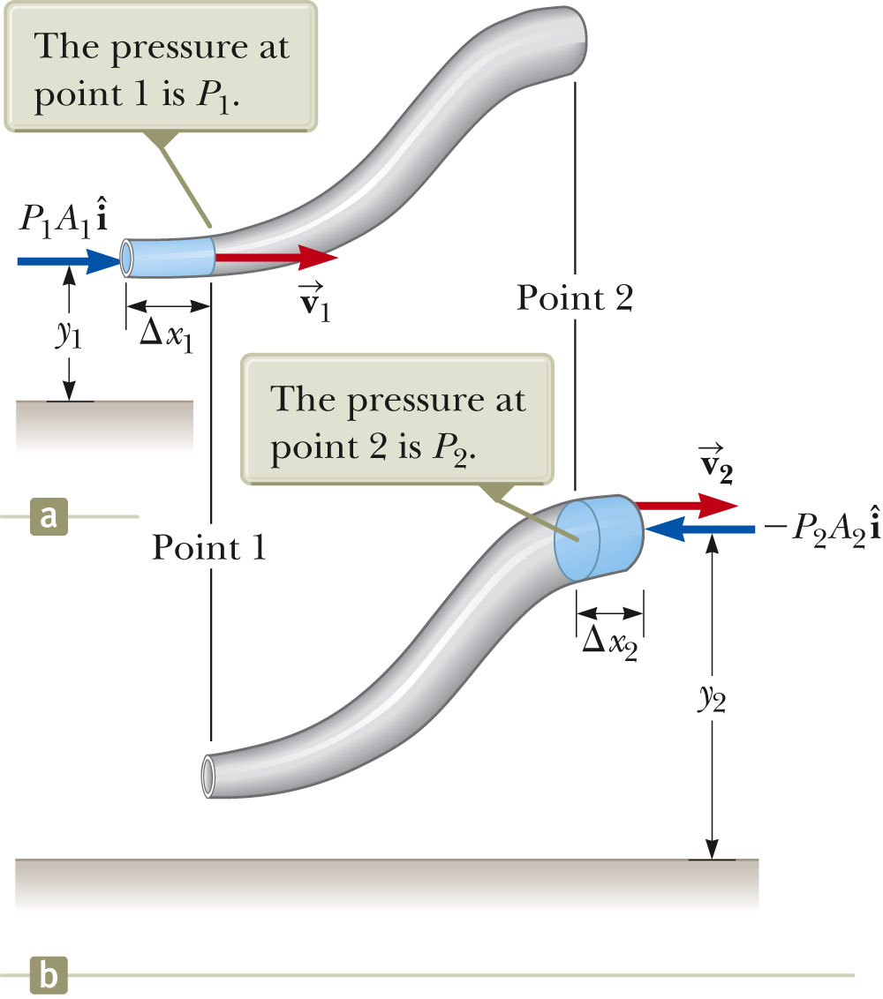 The pressure at
point 1 is P₁.
P₁A₁î
v⃗₁
y₁
Δx₁
Point 2
The pressure at
point 2 is P₂.
v⃗₂
a
−P₂A₂î
Point 1
Δx₂
y₂
b